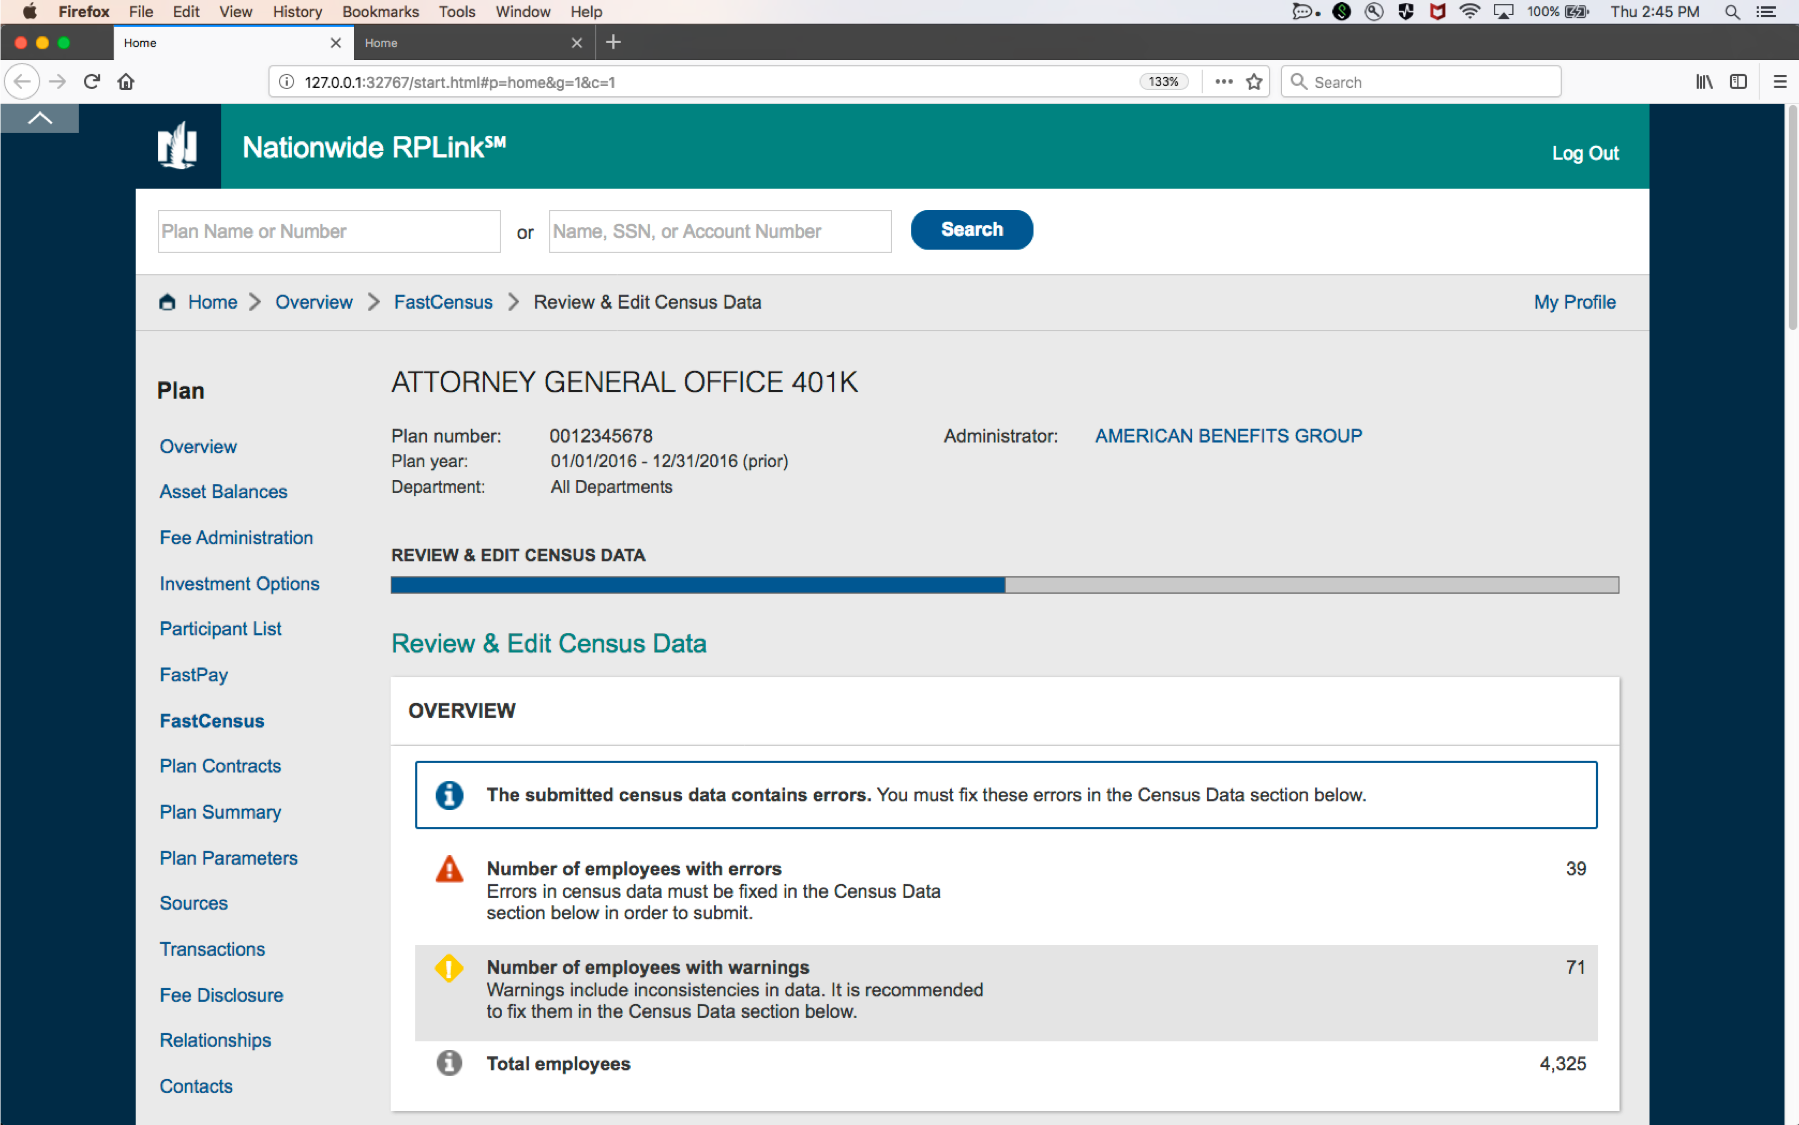 Firefox File Edit View History Bookmarks Tools Window Help 100% Thu 2:45 PM
Home Home
127.0.0.1:32767/start.html#p=home&g=1&c=1 133% Search
Nationwide RPLink℠
Log Out
Plan Name or Number or Name, SSN, or Account Number Search
Home Overview FastCensus Review & Edit Census Data My Profile
Plan
Overview
Asset Balances
Fee Administration
Investment Options
Participant List
FastPay
FastCensus
Plan Contracts
Plan Summary
Plan Parameters
Sources
Transactions
Fee Disclosure
Relationships
Contacts
ATTORNEY GENERAL OFFICE 401K
Plan number: 0012345678 Administrator: AMERICAN BENEFITS GROUP
Plan year: 01/01/2016 - 12/31/2016 (prior)
Department: All Departments
REVIEW & EDIT CENSUS DATA
Review & Edit Census Data
OVERVIEW
The submitted census data contains errors. You must fix these errors in the Census Data section below.
Number of employees with errors 39
Errors in census data must be fixed in the Census Data
section below in order to submit.
Number of employees with warnings 71
Warnings include inconsistencies in data. It is recommended
to fix them in the Census Data section below.
Total employees 4,325